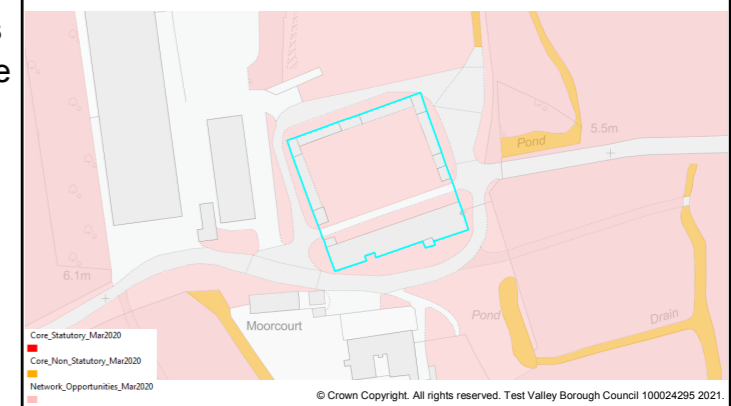 s
e
Pond
5.5m
6.1m
Moorcourt
Pond
Drain
Core_Statutory_Mar2020
Core_Non_Statutory_Mar2020
Network_Opportunities_Mar2020
© Crown Copyright. All rights reserved. Test Valley Borough Council 100024295 2021.